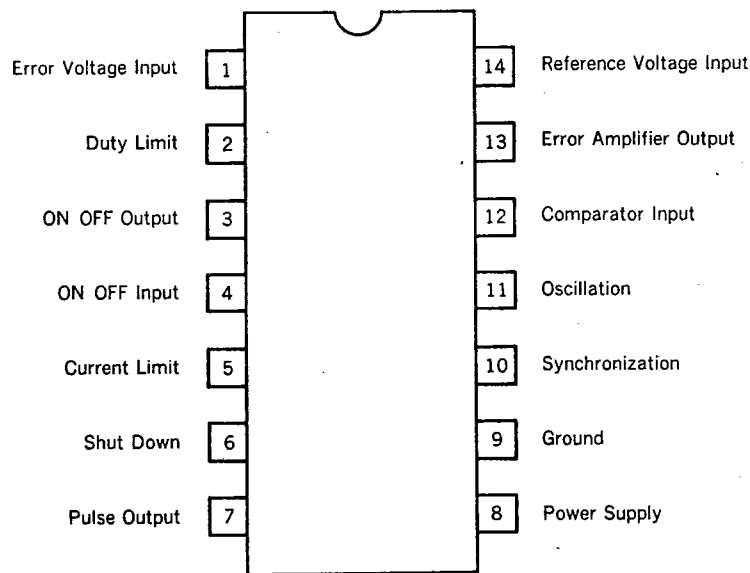 Error Voltage Input 1
Duty Limit 2
ON OFF Output 3
ON OFF Input 4
Current Limit 5
Shut Down 6
Pulse Output 7
14 Reference Voltage Input
13 Error Amplifier Output
12 Comparator Input
11 Oscillation
10 Synchronization
9 Ground
8 Power Supply